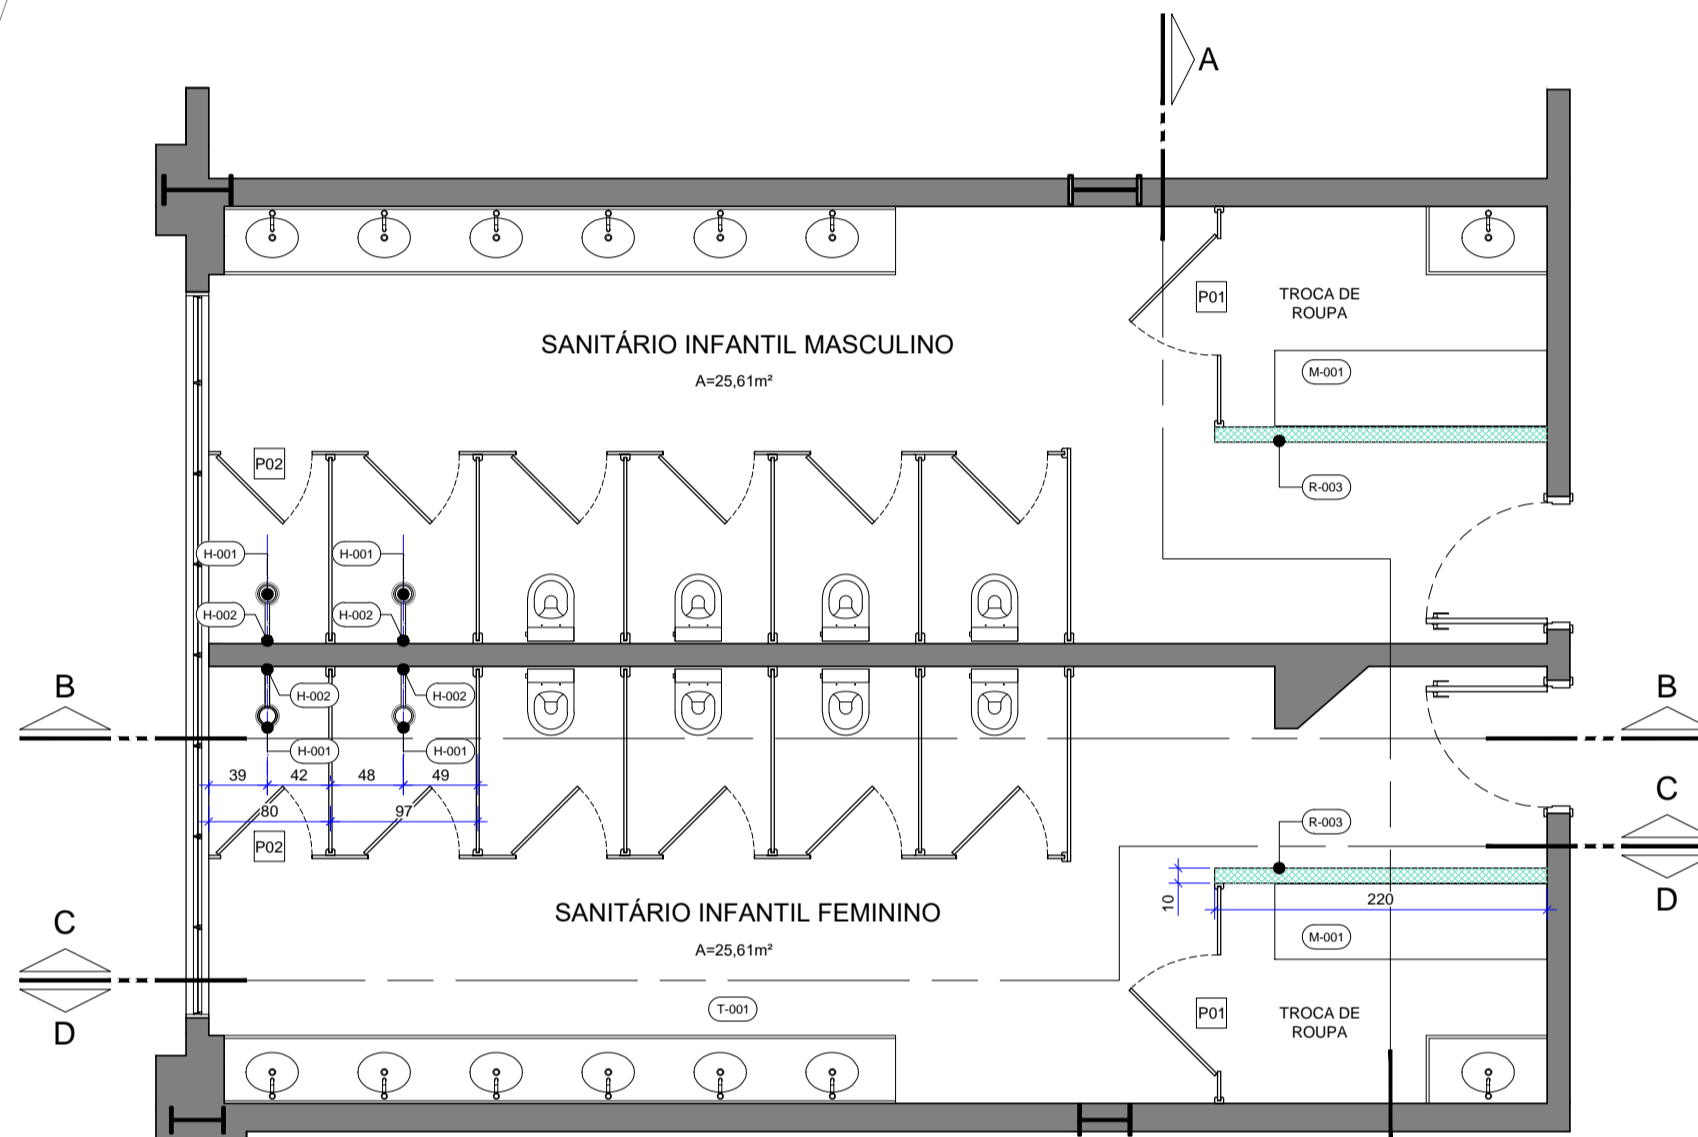 A
TROCA DE
ROUPA
P01
SANITÁRIO INFANTIL MASCULINO
A=25,61m²
M-001
P02
R-003
H-001
H-001
H-002
H-002
B
H-002
H-002
B
H-001
H-001
39
42
48
49
C
80
97
R-003
P02
10
220
D
C
SANITÁRIO INFANTIL FEMININO
A=25,61m²
M-001
T-001
P01
TROCA DE
ROUPA
D